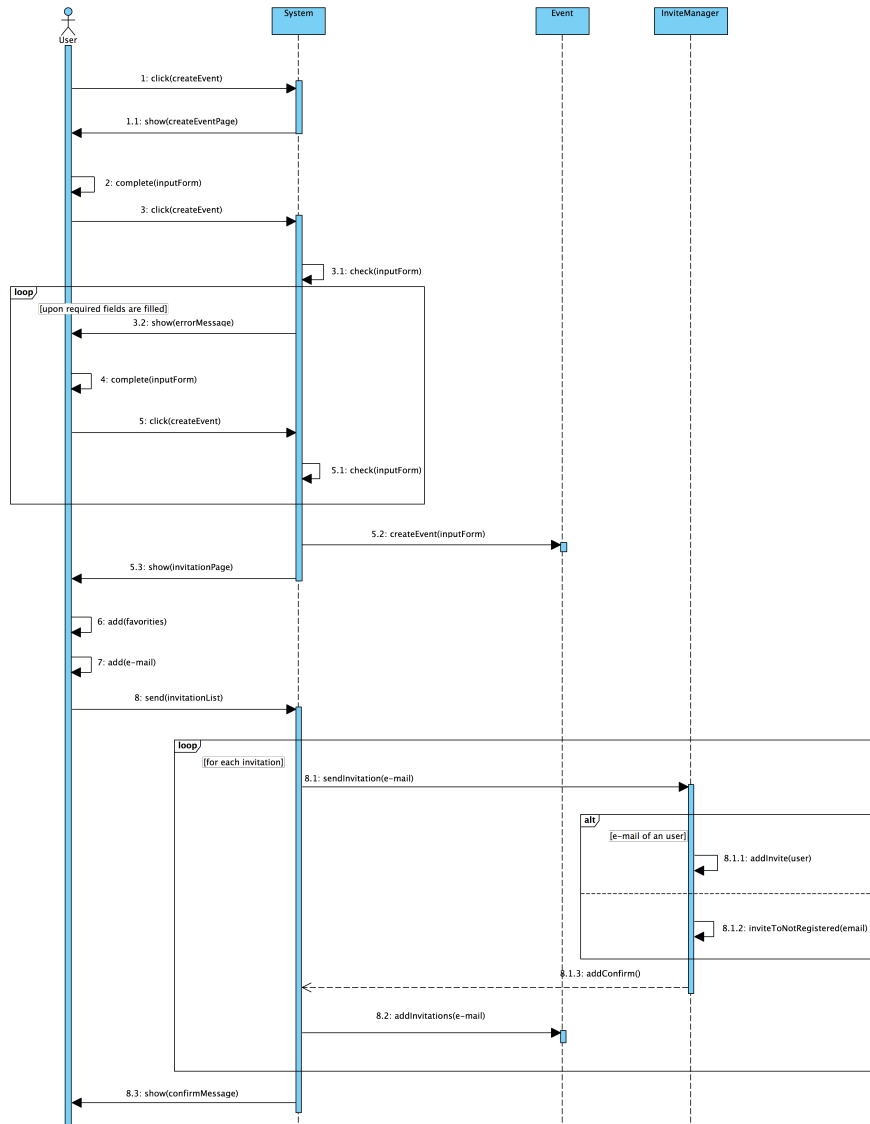 System
Event
InviteManager
User
1: click(createEvent)
1.1: show(createEventPage)
2: complete(inputForm)
3: click(createEvent)
3.1: check(inputForm)
loop
[upon required fields are filled]
3.2: show(errorMessage)
4: complete(inputForm)
5: click(createEvent)
5.1: check(inputForm)
5.2: createEvent(inputForm)
5.3: show(invitationPage)
6: add(favorities)
7: add(e-mail)
8: send(invitationList)
loop
[for each invitation]
8.1: sendInvitation(e-mail)
alt
[e-mail of an user]
8.1.1: addInvite(user)
8.1.2: inviteToNotRegistered(email)
8.1.3: addConfirm()
8.2: addInvitations(e-mail)
8.3: show(confirmMessage)